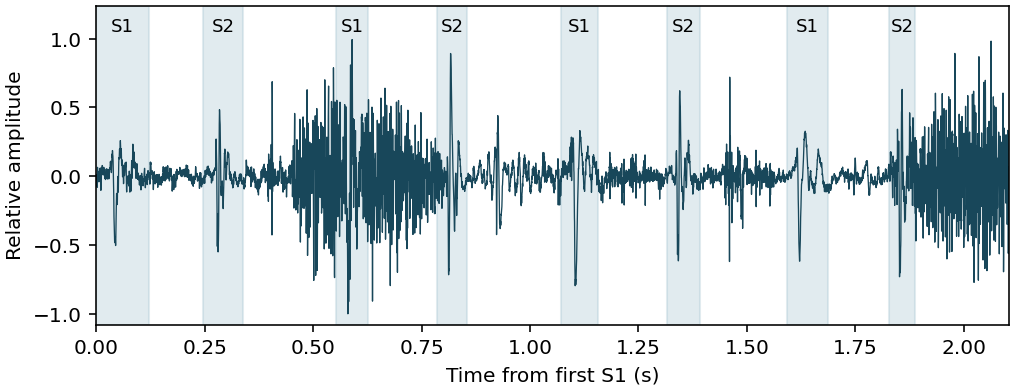 S1 S2 S1 S2 S1 S2 S1 S2
1.0
0.5
0.0
−0.5
−1.0
Relative amplitude
0.00 0.25 0.50 0.75 1.00 1.25 1.50 1.75 2.00
Time from first S1 (s)